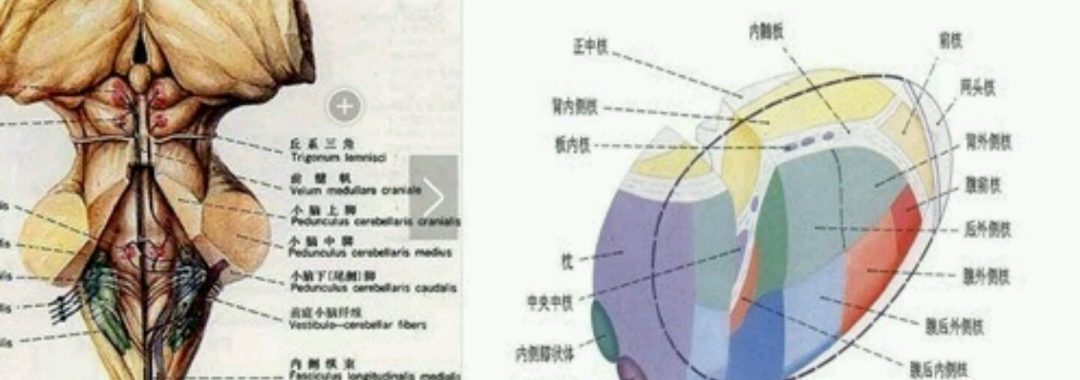 丘系三角
Trigonum lemnisci
前髓帆
Velum medullare craniale
小脑上脚
Pedunculus cerebellaris cranialis
小脑中脚
Pedunculus cerebellaris medius
小脑下(尾侧)脚
Pedunculus cerebellaris caudalis
前庭小脑纤维
Vestibulo-cerebellar fibers
内侧纵束
Fasciculus longitudinalis medialis
正中核
内髓板
前核
网头核
背内侧核
板内核
背外侧核
腹前核
后外侧核
枕
腹外侧核
中央中核
腹后外侧核
内侧膝状体
腹后内侧核